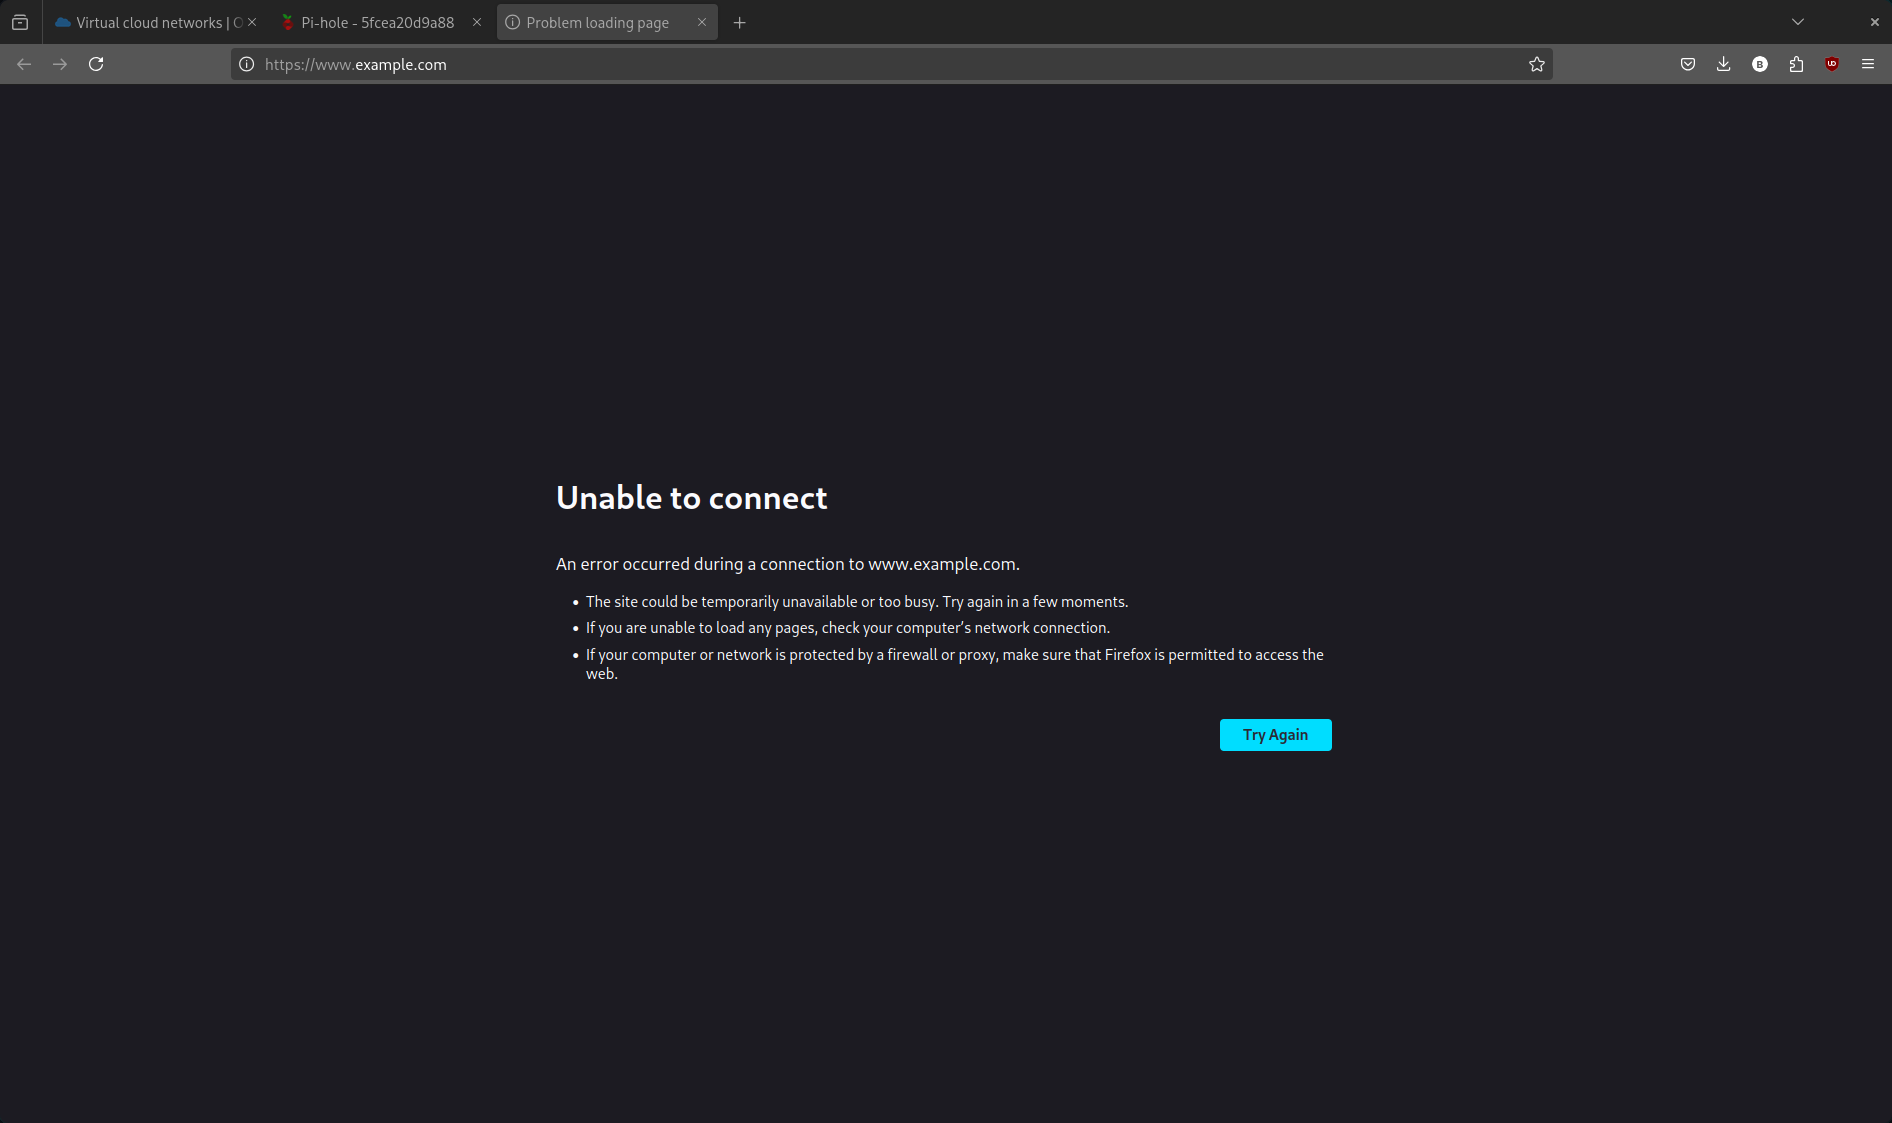 Virtual cloud networks | O
Pi-hole - 5fcea20d9a88
Problem loading page
https://www.example.com
B
UD
Unable to connect
An error occurred during a connection to www.example.com.
• The site could be temporarily unavailable or too busy. Try again in a few moments.
• If you are unable to load any pages, check your computer’s network connection.
• If your computer or network is protected by a firewall or proxy, make sure that Firefox is permitted to access the
web.
Try Again